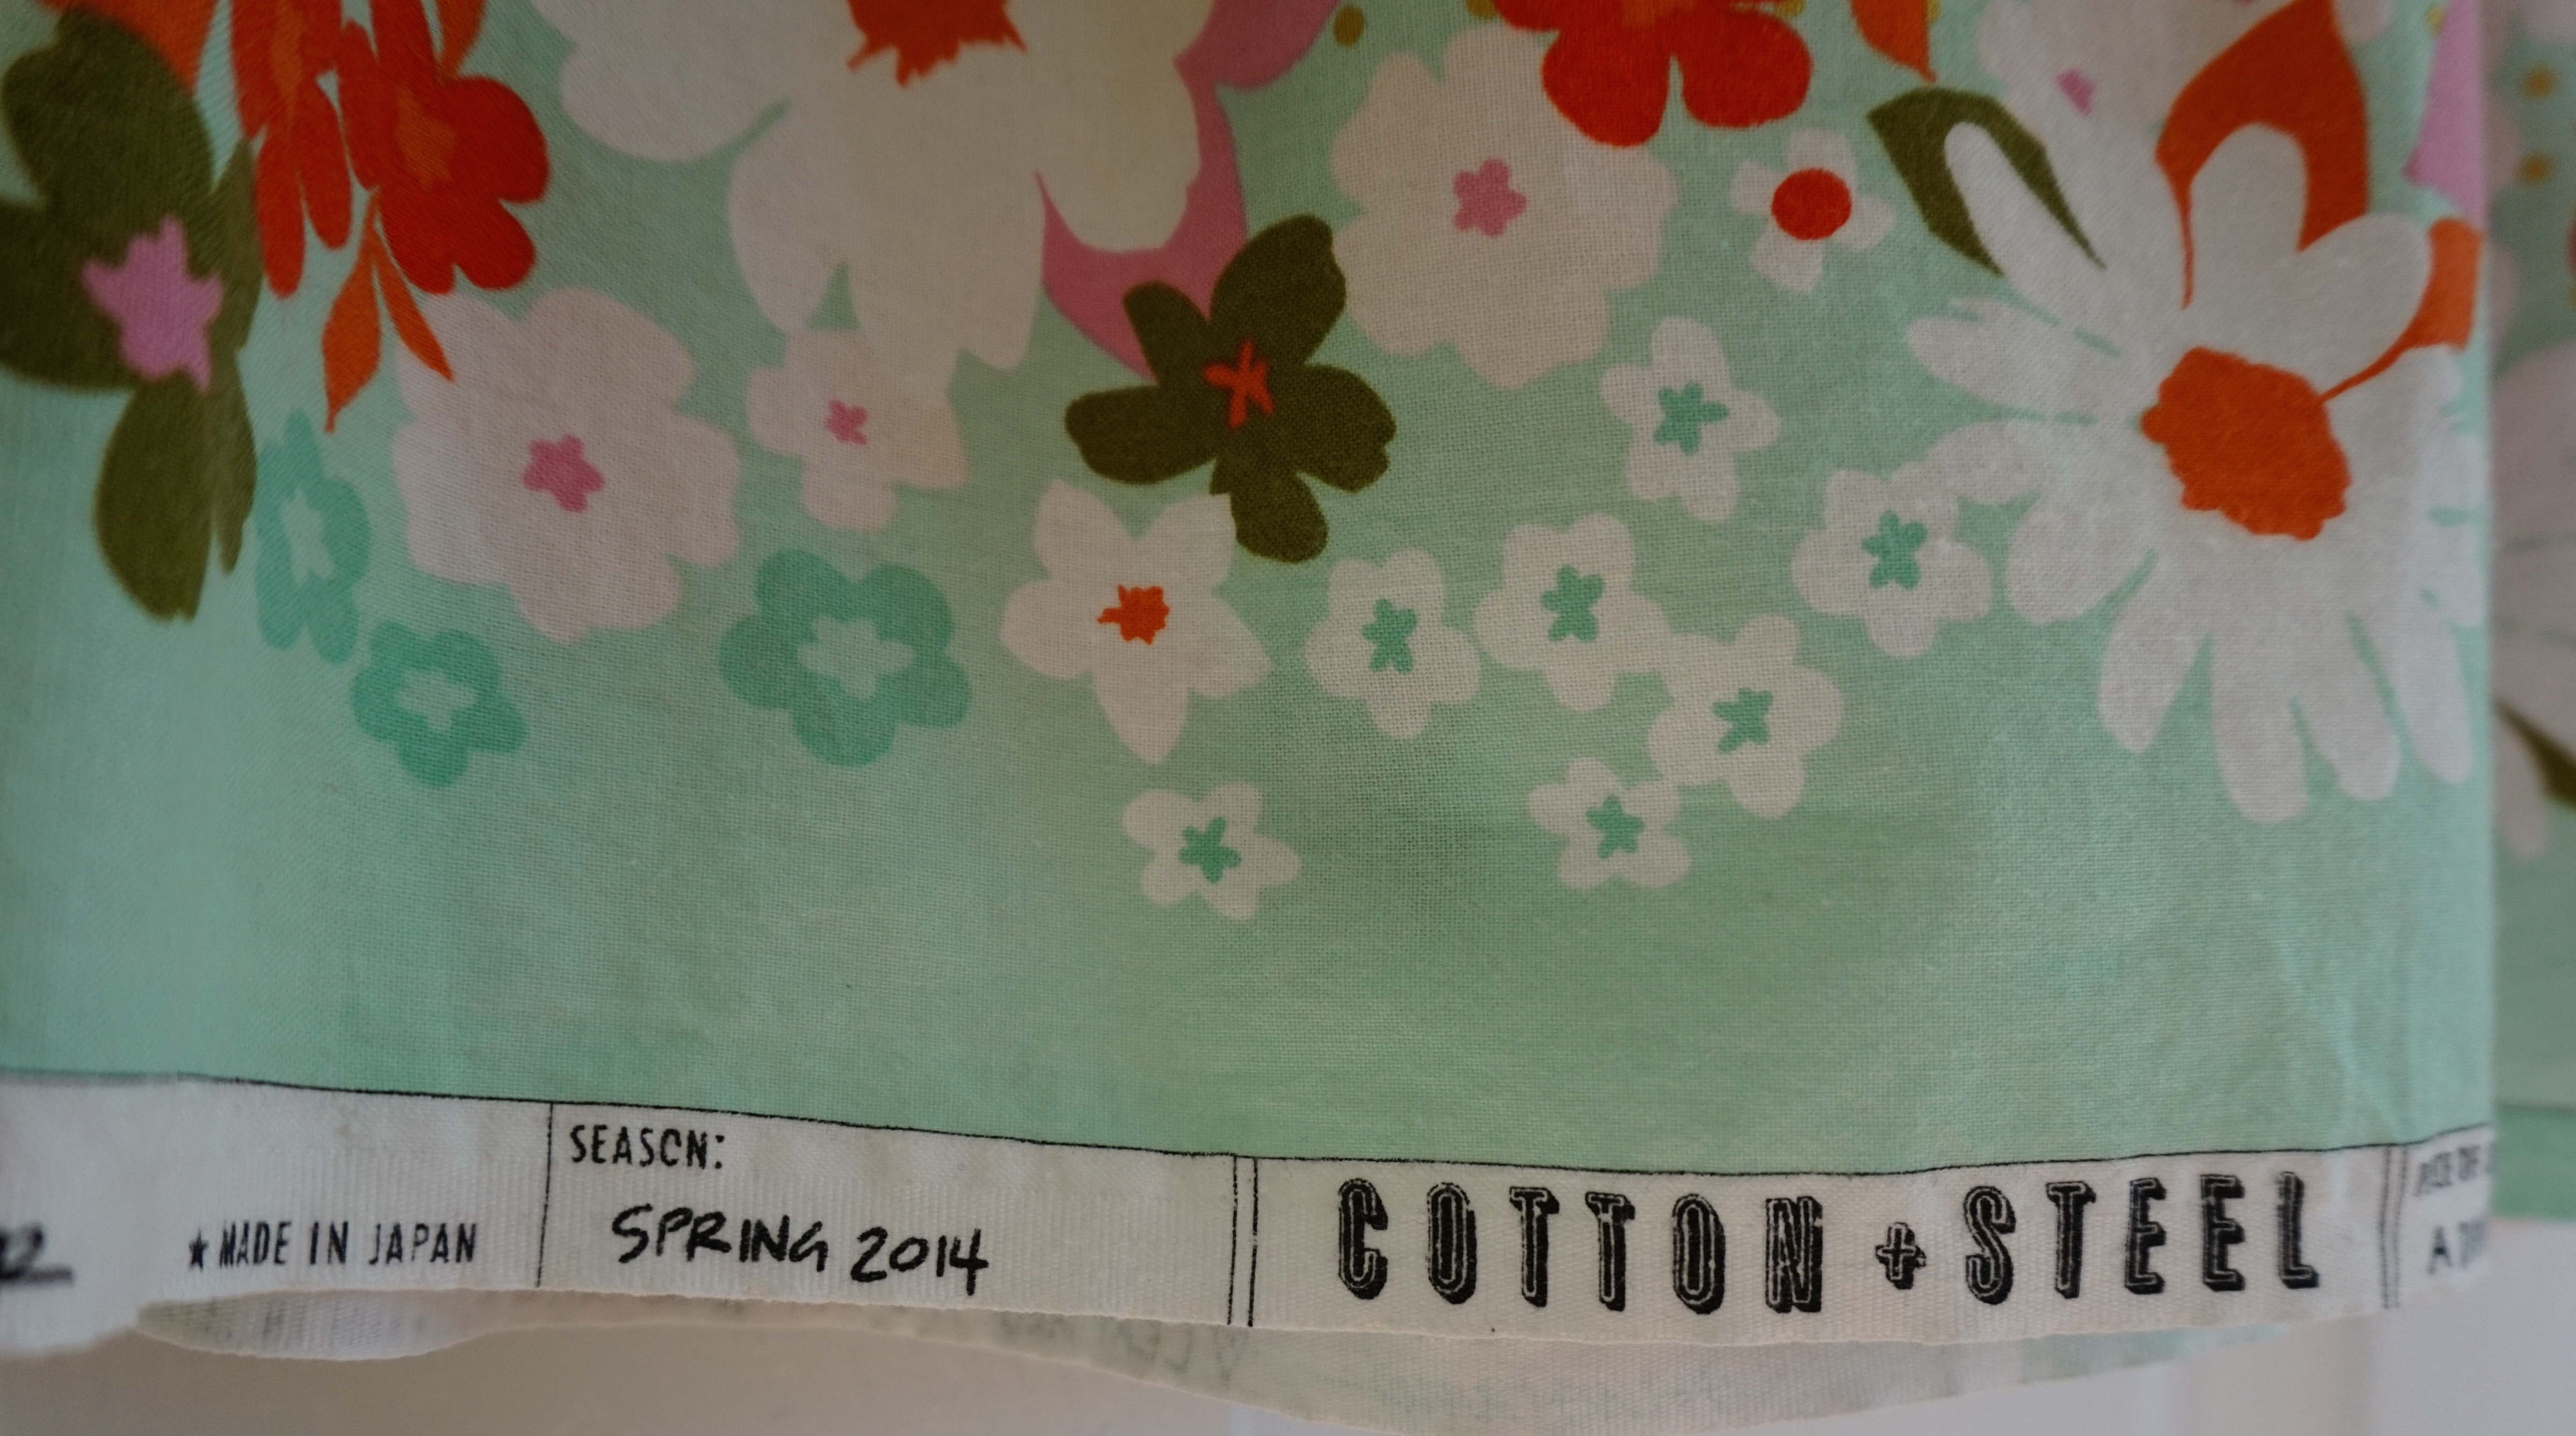 ★ MADE IN JAPAN
SEASON:
SPRING 2014
COTTON + STEEL